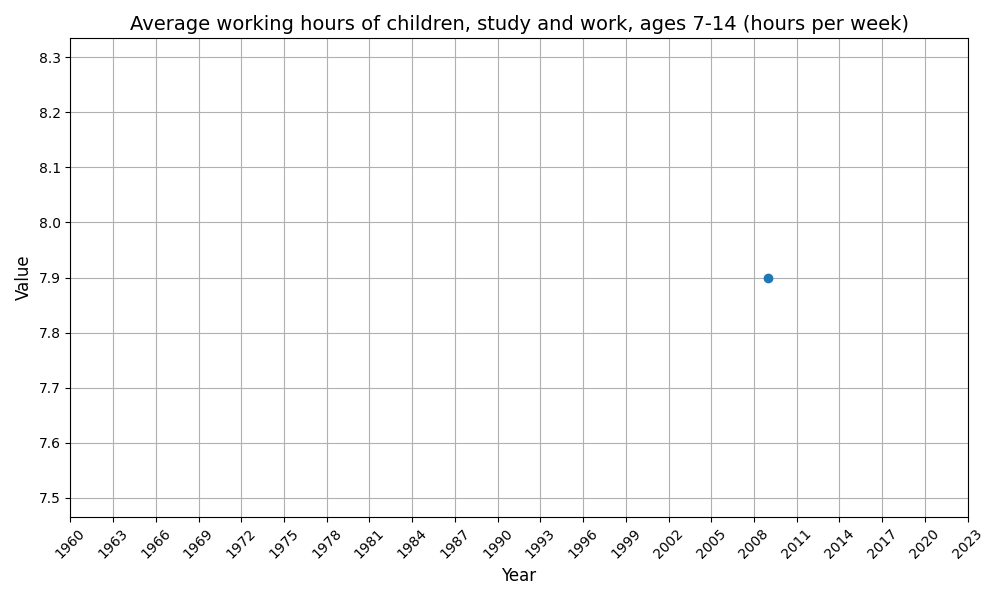 Average working hours of children, study and work, ages 7-14 (hours per week)
8.3
8.2
8.1
8.0
7.9
7.8
7.7
7.6
7.5
Value
1960 1963 1966 1969 1972 1975 1978 1981 1984 1987 1990 1993 1996 1999 2002 2005 2008 2011 2014 2017 2020 2023
Year